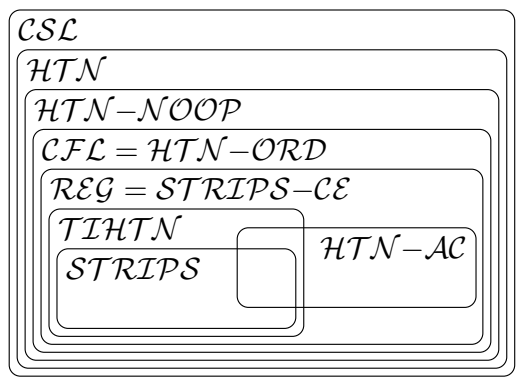 CSL
HTN
HTN–NOOP
CFL = HTN–ORD
REG = STRIPS–CE
TIHTN
HTN–AC
STRIPS